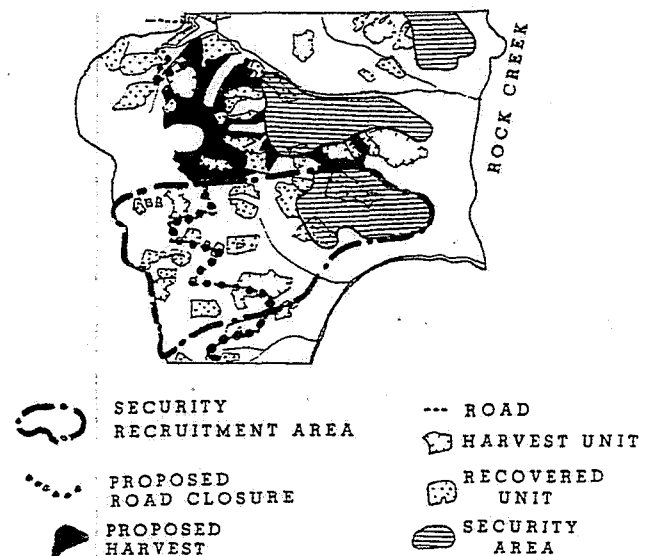 ROCK CREEK
SECURITY
RECRUITMENT AREA
PROPOSED
ROAD CLOSURE
PROPOSED
HARVEST
ROAD
HARVEST UNIT
RECOVERED
UNIT
SECURITY
AREA